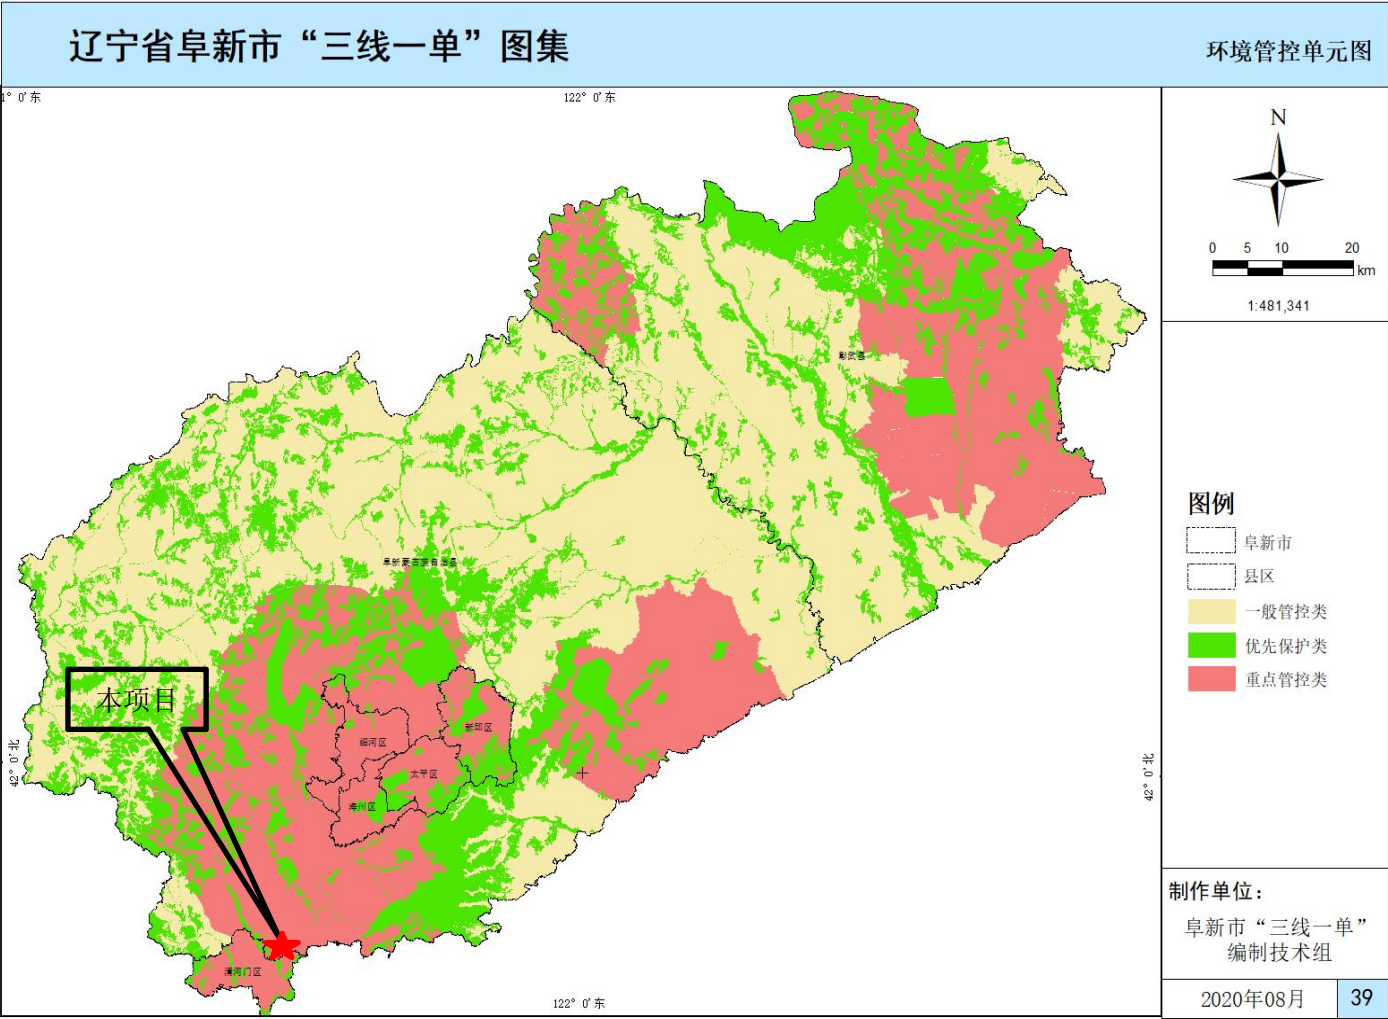 辽宁省阜新市“三线一单”图集
环境管控单元图
1° 0′东
122° 0′东
N
0 5 10 20
km
1:481,341
彰武县
阜新蒙古族自治县
图例
阜新市
县区
一般管控类
优先保护类
重点管控类
本项目
新邱区
细河区
太平区
海州区
清河门区
42° 0′北
42° 0′北
122° 0′东
制作单位：
阜新市“三线一单”
编制技术组
2020年08月
39